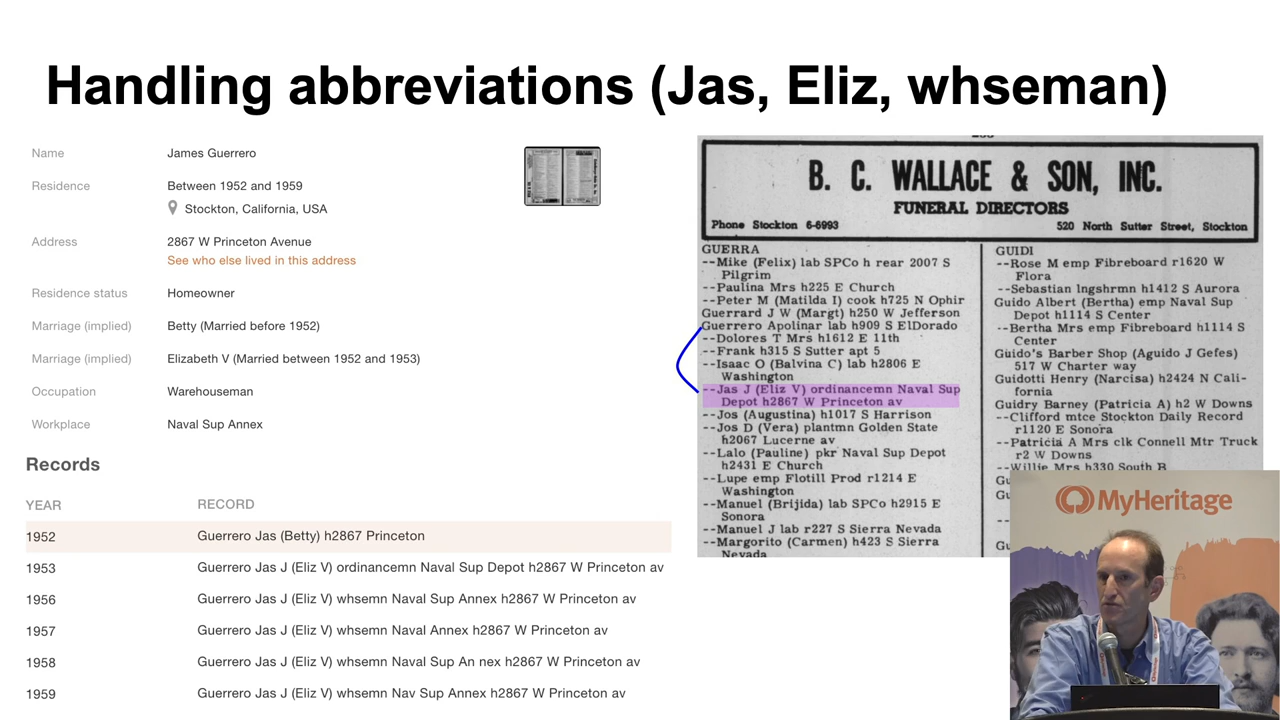 Handling abbreviations (Jas, Eliz, whseman)
Name James Guerrero
Residence Between 1952 and 1959
Stockton, California, USA
Address 2867 W Princeton Avenue
See who else lived in this address
Residence status Homeowner
Marriage (implied) Betty (Married before 1952)
Marriage (implied) Elizabeth V (Married between 1952 and 1953)
Occupation Warehouseman
Workplace Naval Sup Annex
Records
YEAR RECORD
1952 Guerrero Jas (Betty) h2867 Princeton
1953 Guerrero Jas J (Eliz V) ordinancemn Naval Sup Depot h2867 W Princeton av
1956 Guerrero Jas J (Eliz V) whsemn Naval Sup Annex h2867 W Princeton av
1957 Guerrero Jas J (Eliz V) whsemn Naval Annex h2867 W Princeton av
1958 Guerrero Jas J (Eliz V) whsemn Naval Sup An nex h2867 W Princeton av
1959 Guerrero Jas J (Eliz V) whsemn Nav Sup Annex h2867 W Princeton av
B. C. WALLACE & SON, INC.
FUNERAL DIRECTORS
Phone Stockton 6-6993 520 North Sutter Street, Stockton
GUERRA
--Mike (Felix) lab SPCo h rear 2007 S
Pilgrim
--Paulina Mrs h225 E Church
--Peter M (Matilda I) cook h725 N Ophir
Guerrard J W (Margt) h250 W Jefferson
Guerrero Apolinar lab h909 S ElDorado
--Dolores T Mrs h1612 E 11th
--Frank h315 S Sutter apt 5
--Isaac O (Balvina C) lab h2806 E
Washington
--Jas J (Eliz V) ordinancemn Naval Sup
Depot h2867 W Princeton av
--Jos (Augustina) h1017 S Harrison
--Jos D (Vera) plantmn Golden State
h2067 Lucerne av
--Lalo (Pauline) pkr Naval Sup Depot
h2431 E Church
--Lupe emp Flotill Prod r1214 E
Washington
--Manuel (Brijida) lab SPCo h2915 E
Sonora
--Manuel J lab r227 S Sierra Nevada
--Margorito (Carmen) h423 S Sierra
Nevada
GUIDI
--Rose M emp Fibreboard r1620 W
Flora
--Sebastian lngshrmn h1412 S Aurora
Guido Albert (Bertha) emp Naval Sup
Depot h1114 S Center
--Bertha Mrs emp Fibreboard h1114 S
Center
Guido's Barber Shop (Aguido J Gefes)
517 W Charter way
Guidotti Henry (Narcisa) h2424 N Cali-
fornia
Guidry Barney (Patricia A) h2 W Downs
--Clifford mtce Stockton Daily Record
r1120 E Sonora
--Patricia A Mrs clk Connell Mtr Truck
r2 W Downs
--Willie Mrs h330 South B
MyHeritage